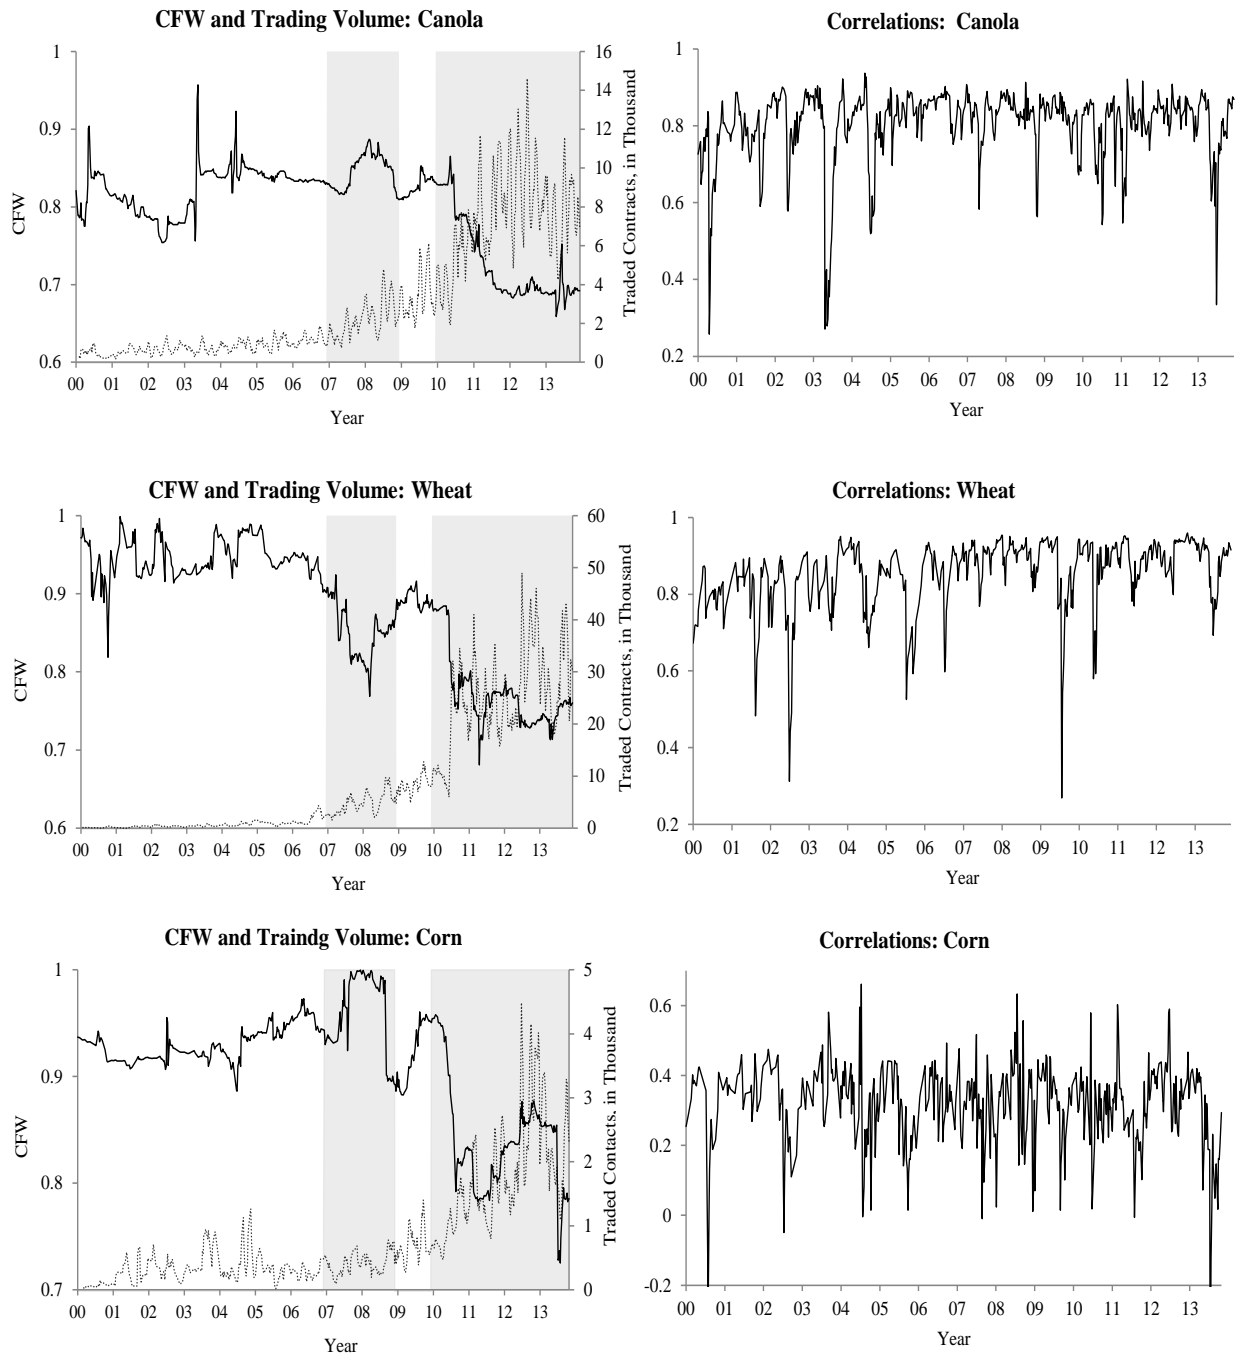 CFW and Trading Volume: Canola
1 0.9 0.8 0.7 0.6
CFW
16 14 12 10 8 6 4 2 0
Traded Contracts, in Thousand
00 01 02 03 04 05 06 07 08 09 10 11 12 13
Year
Correlations: Canola
1 0.8 0.6 0.4 0.2
00 01 02 03 04 05 06 07 08 09 10 11 12 13
Year
CFW and Trading Volume: Wheat
1 0.9 0.8 0.7 0.6
CFW
60 50 40 30 20 10 0
Traded Contracts, in Thousand
00 01 02 03 04 05 06 07 08 09 10 11 12 13
Year
Correlations: Wheat
1 0.8 0.6 0.4 0.2
00 01 02 03 04 05 06 07 08 09 10 11 12 13
Year
CFW and Traindg Volume: Corn
1 0.9 0.8 0.7
CFW
5 4 3 2 1 0
Traded Contacts, in Thousand
00 01 02 03 04 05 06 07 08 09 10 11 12 13
Year
Correlations: Corn
0.6 0.4 0.2 0 -0.2
00 01 02 03 04 05 06 07 08 09 10 11 12 13
Year